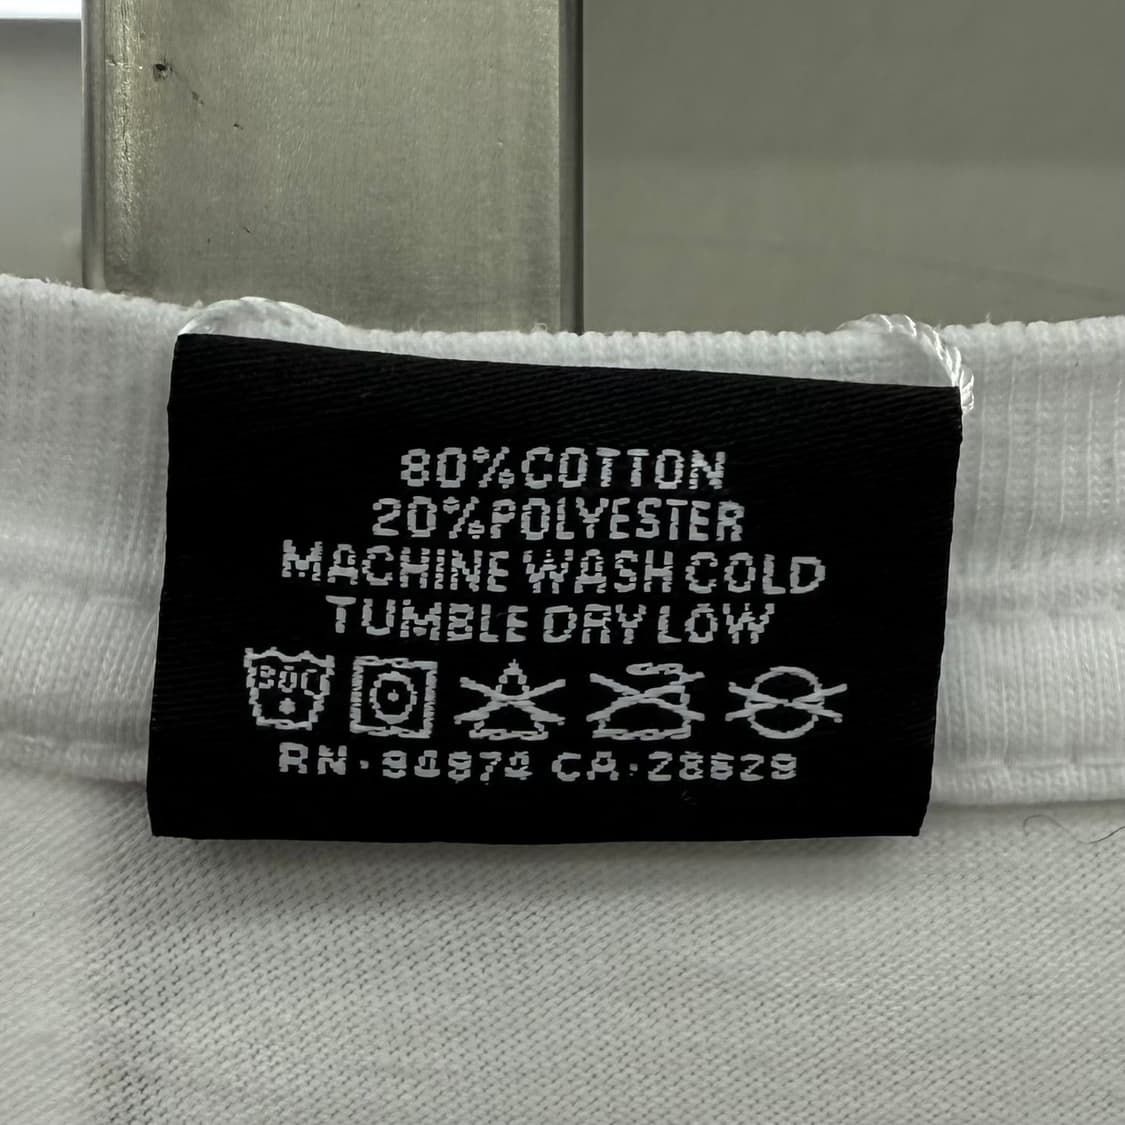 80% COTTON
20% POLYESTER
MACHINE WASH COLD
TUMBLE DRY LOW
RN·94974 CA·28629